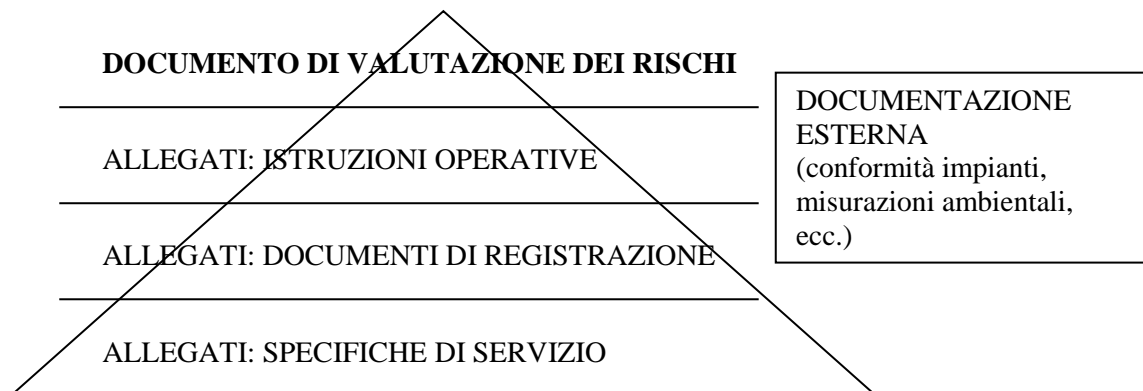 DOCUMENTO DI VALUTAZIONE DEI RISCHI
ALLEGATI: ISTRUZIONI OPERATIVE
ALLEGATI: DOCUMENTI DI REGISTRAZIONE
ALLEGATI: SPECIFICHE DI SERVIZIO
DOCUMENTAZIONE
ESTERNA
(conformità impianti,
misurazioni ambientali,
ecc.)